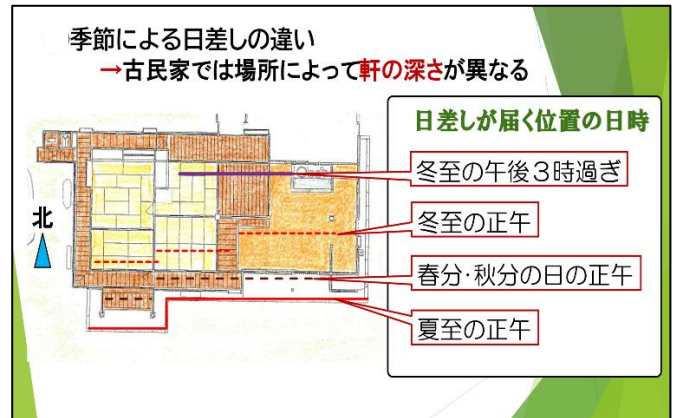 季節による日差しの違い
→古民家では場所によって軒の深さが異なる
日差しが届く位置の日時
冬至の午後3時過ぎ
冬至の正午
春分・秋分の日の正午
夏至の正午
北